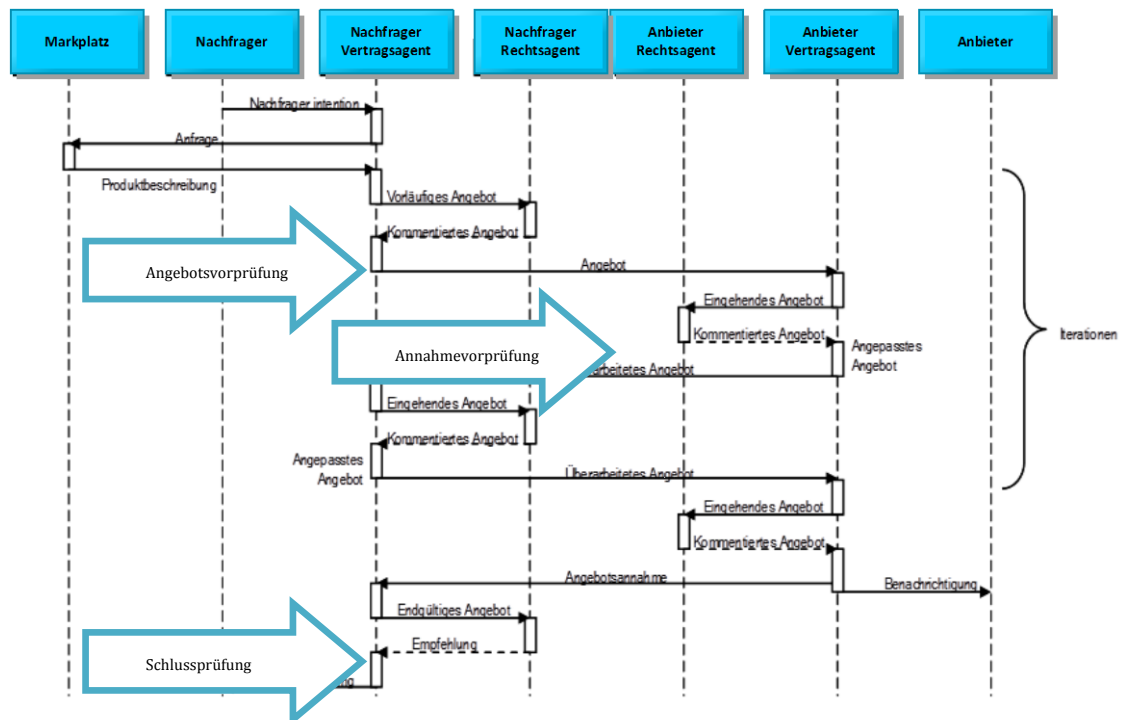 Markplatz
Nachfrager
Nachfrager
Vertragsagent
Nachfrager
Rechtsagent
Anbieter
Rechtsagent
Anbieter
Vertragsagent
Anbieter
Nachfrager intention
Anfrage
Produktbeschreibung
Vorläufiges Angebot
Kommentiertes Angebot
Angebotsvorprüfung
Angebot
Eingehendes Angebot
Kommentiertes Angebot
Iterationen
Angepasstes
Angebot
Annahmevorprüfung
Angebot
Eingehendes Angebot
Kommentiertes Angebot
Angepasstes
Angebot
Überarbeitetes Angebot
Eingehendes Angebot
Kommentiertes Angebot
Angebotsannahme
Benachrichtigung
Endgültiges Angebot
Empfehlung
Schlussprüfung